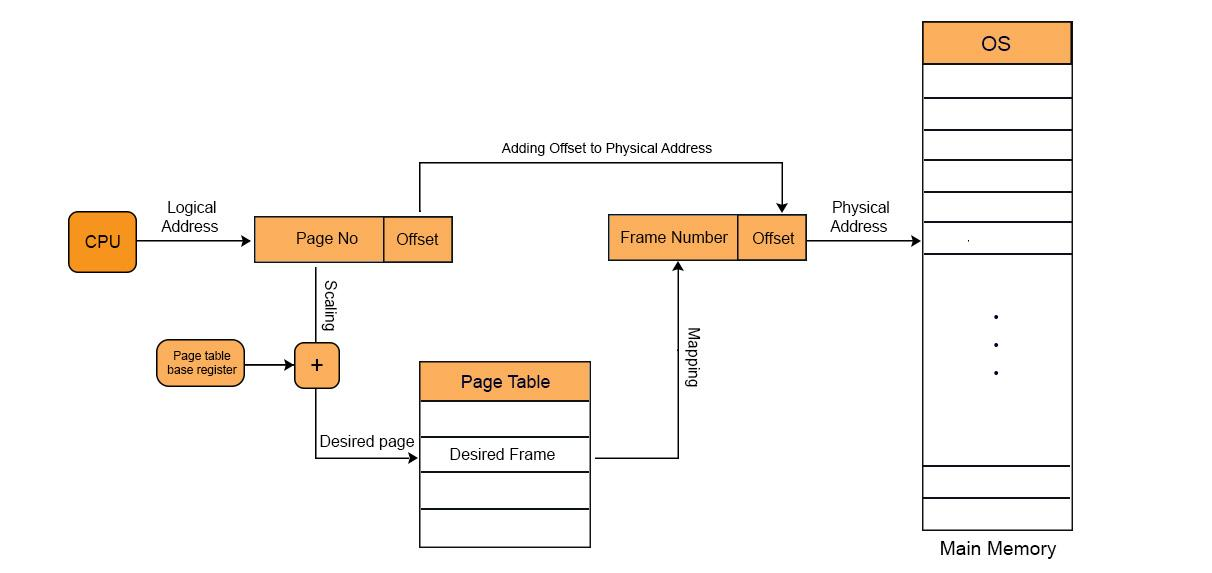 OS
Adding Offset to Physical Address
Logical
Address
CPU
Page No
Offset
Frame Number
Offset
Physical
Address
Scaling
Page table
base register
+
Mapping
Page Table
Desired page
Desired Frame
Main Memory